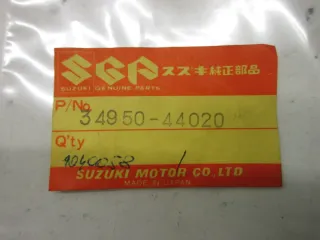 SGP スズキ純正部品
SUZUKI GENUINE PARTS
P/No.
34950-44020
Q'ty
1
SUZUKI MOTOR CO.,LTD
MADE IN JAPAN